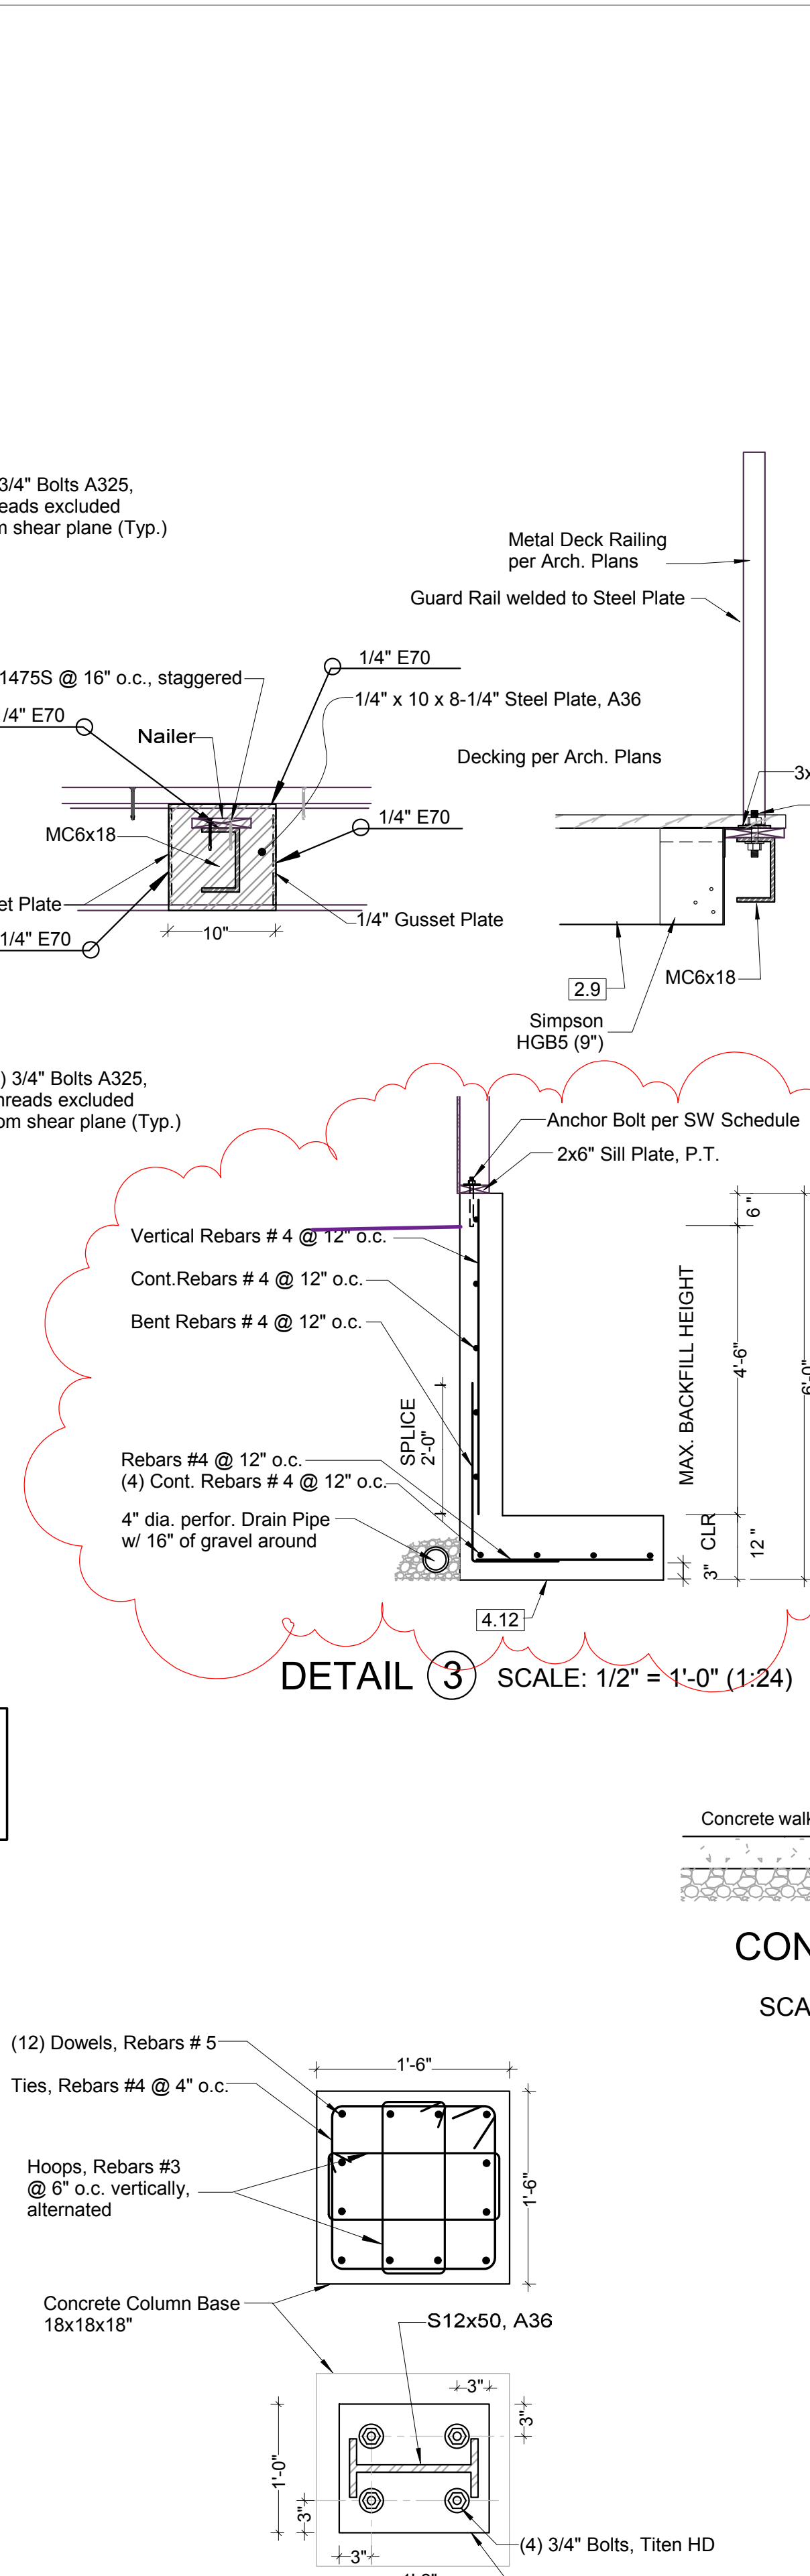 3/4" Bolts A325,
shear plane (Typ.)
Metal Deck Railing
per Arch. Plans
Guard Rail welded to Steel Plate
1475S @ 16" o.c., staggered
1/4" E70
1/4" x 10 x 8-1/4" Steel Plate, A36
/4" E70
Nailer
Decking per Arch. Plans
3x
MC6x18
1/4" E70
Plate
1/4" Gusset Plate
1/4" E70
10"
MC6x18
2.9
Simpson
HGB5 (9")
) 3/4" Bolts A325,
excluded
shear plane (Typ.)
Anchor Bolt per SW Schedule
2x6" Sill Plate, P.T.
6 "
Vertical Rebars # 4 @ 12" o.c.
Cont.Rebars # 4 @ 12" o.c.
Bent Rebars # 4 @ 12" o.c.
MAX. BACKFILL HEIGHT
4'-6"
6'-0"
SPLICE
2'-0"
Rebars #4 @ 12" o.c.
(4) Cont. Rebars # 4 @ 12" o.c.
4" dia. perfor. Drain Pipe
w/ 16" of gravel around
3" CLR
12 "
4.12
DETAIL 3 SCALE: 1/2" = 1'-0" (1:24)
Concrete walk
CON
SCA
(12) Dowels, Rebars # 5
1'-6"
Ties, Rebars #4 @ 4" o.c.
Hoops, Rebars #3
@ 6" o.c. vertically,
alternated
1'-6"
Concrete Column Base
18x18x18"
S12x50, A36
3"
3"
1'-0"
3"
3"
(4) 3/4" Bolts, Titen HD